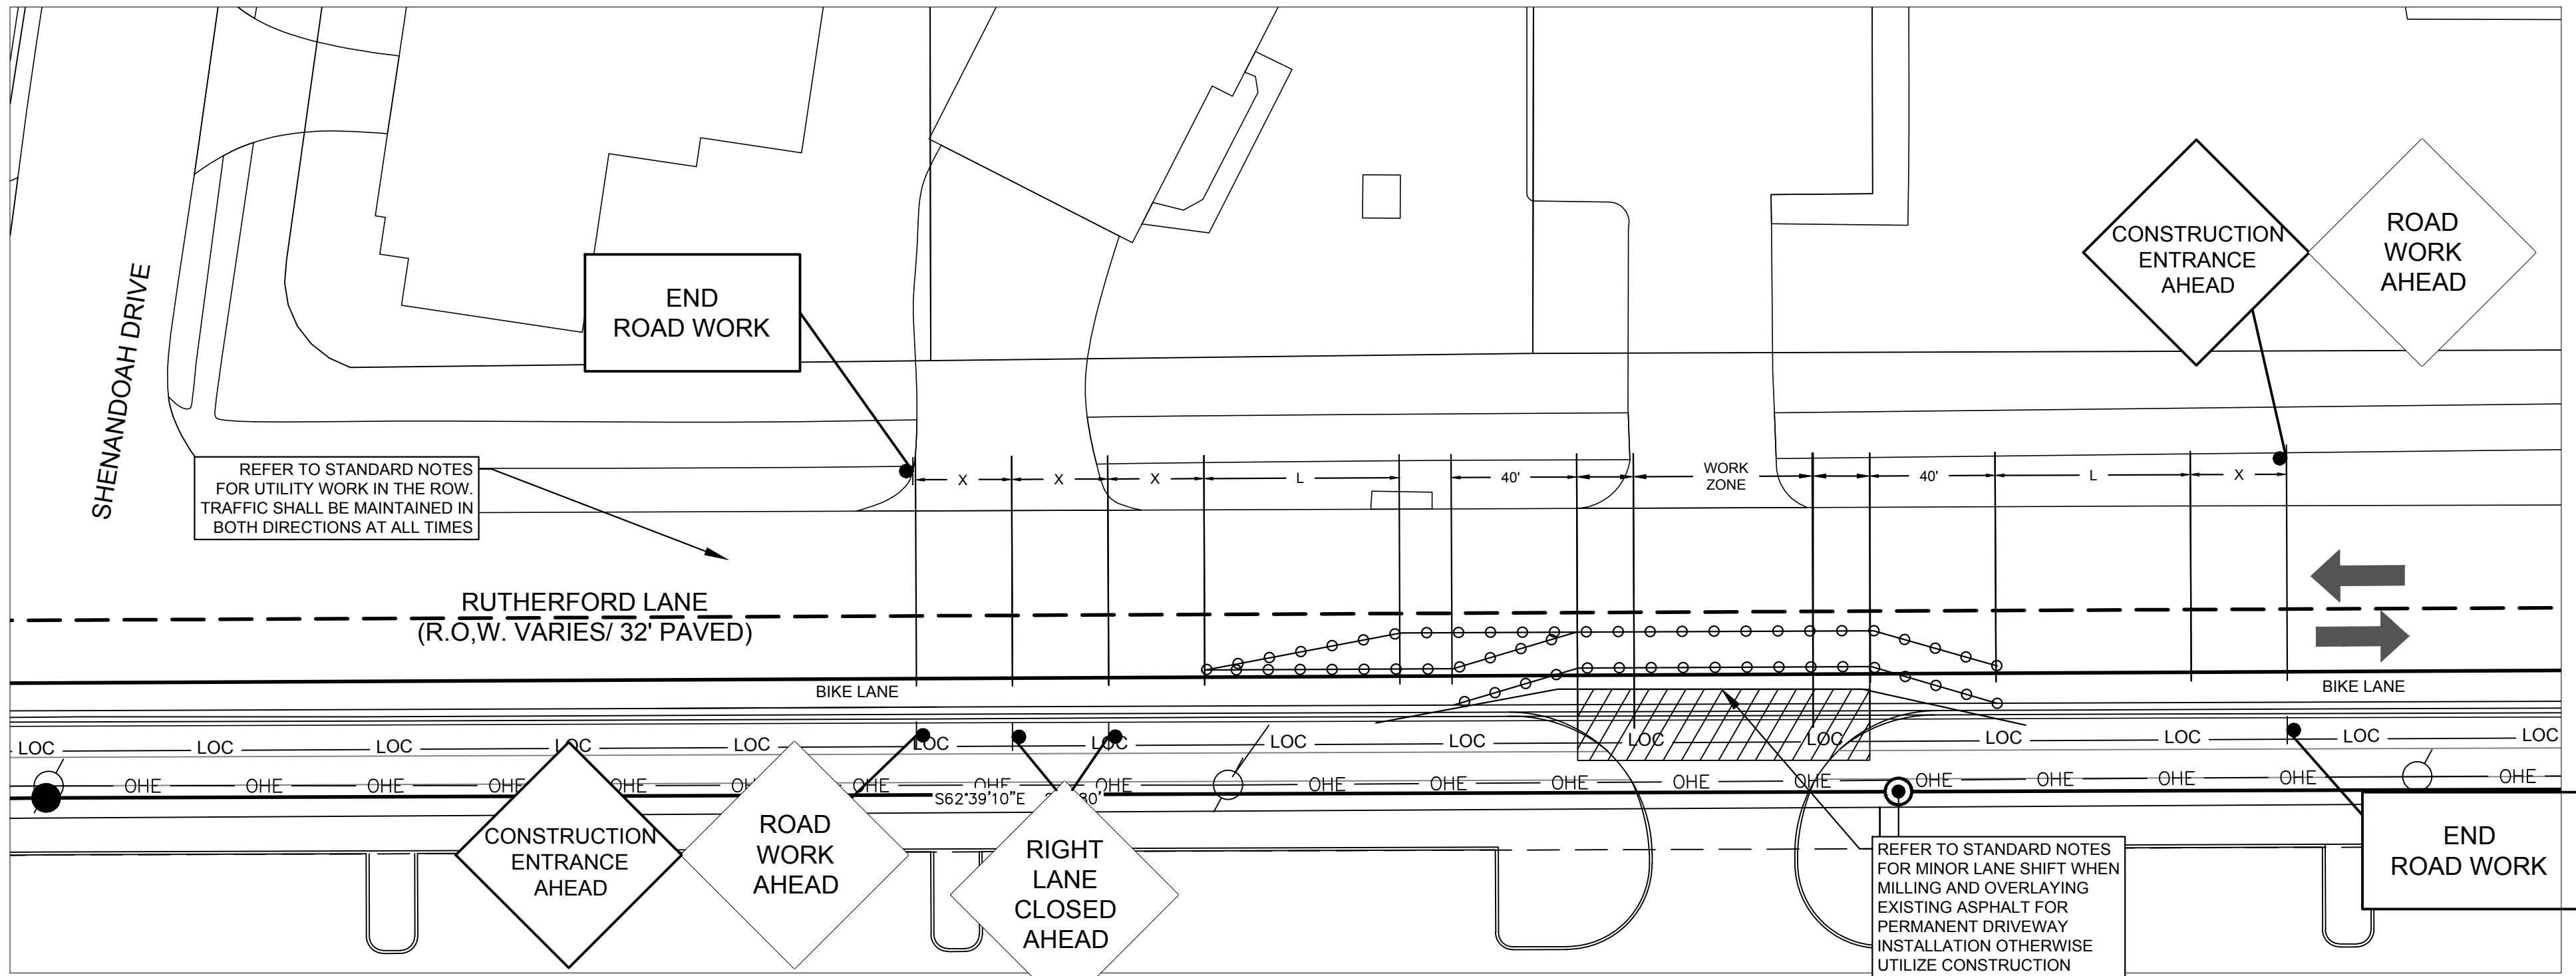 CONSTRUCTION
ENTRANCE
AHEAD
ROAD
WORK
AHEAD
END
ROAD WORK
SHENANDOAH DRIVE
REFER TO STANDARD NOTES
FOR UTILITY WORK IN THE ROW.
TRAFFIC SHALL BE MAINTAINED IN
BOTH DIRECTIONS AT ALL TIMES
X X X L 40' WORK ZONE 40' L X
RUTHERFORD LANE
(R.O,W. VARIES/ 32' PAVED)
BIKE LANE
BIKE LANE
LOC LOC LOC LOC LOC LOC LOC LOC LOC LOC LOC LOC LOC LOC LOC
OHE OHE OHE OHE OHE OHE OHE OHE OHE OHE OHE OHE OHE OHE OHE OHE OHE OHE OHE
S62°39'10"E
CONSTRUCTION
ENTRANCE
AHEAD
ROAD
WORK
AHEAD
RIGHT
LANE
CLOSED
AHEAD
REFER TO STANDARD NOTES
FOR MINOR LANE SHIFT WHEN
MILLING AND OVERLAYING
EXISTING ASPHALT FOR
PERMANENT DRIVEWAY
INSTALLATION OTHERWISE
UTILIZE CONSTRUCTION
END
ROAD WORK